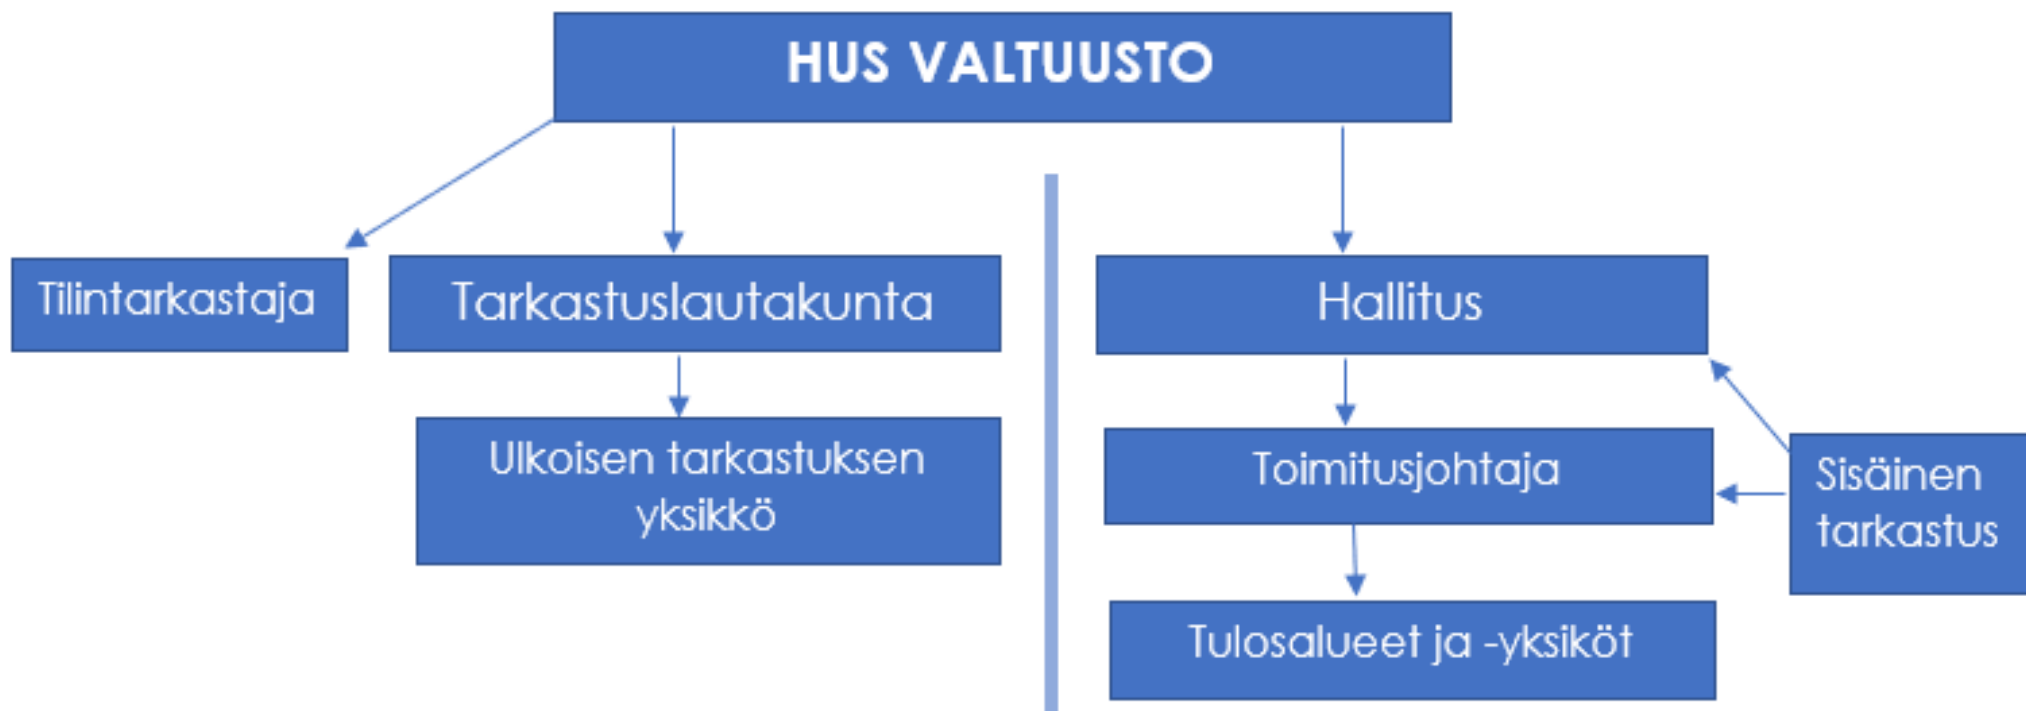 HUS VALTUUSTO
Tilintarkastaja
Tarkastuslautakunta
Hallitus
Ulkoisen tarkastuksen
yksikkö
Toimitusjohtaja
Sisäinen
tarkastus
Tulosalueet ja -yksiköt